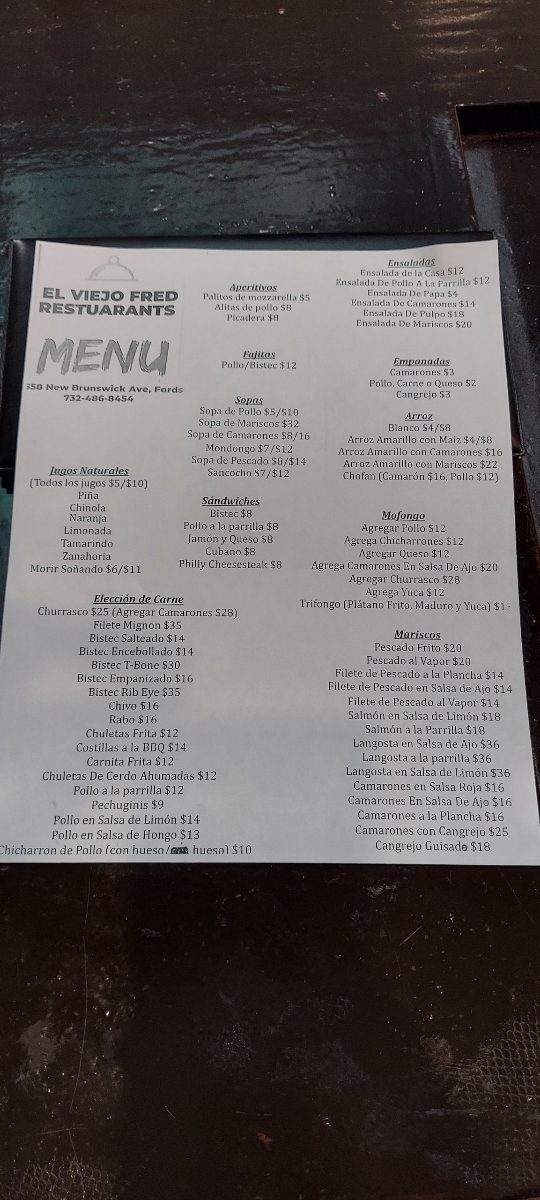 EL VIEJO FRED
RESTUARANTS
MENU
558 New Brunswick Ave, Fords
732-486-8454
Jugos Naturales
(Todos los jugos $5/$10)
Piña
Chinola
Naranja
Limonada
Tamarindo
Zanahoria
Morir Soñando $6/$11
Aperitivos
Palitos de mozzarella $5
Alitas de pollo $8
Picadera $8
Fajitas
Pollo/Bistec $12
Sopas
Sopa de Pollo $5/$10
Sopa de Mariscos $32
Sopa de Camarones $8/16
Mondongo $7/$12
Sopa de Pescado $8/$14
Sancocho $7/$12
Sándwiches
Bistec $8
Pollo a la parrilla $8
Jamón y Queso $8
Cubano $8
Philly Cheesesteak $8
Ensaladas
Ensalada de la Casa $12
Ensalada De Pollo A La Parrilla $12
Ensalada De Papa $4
Ensalada De Camarones $14
Ensalada De Pulpo $18
Ensalada De Mariscos $20
Empanadas
Camarones $3
Pollo, Carne o Queso $2
Cangrejo $3
Arroz
Blanco $4/$8
Arroz Amarillo con Maiz $4/$8
Arroz Amarillo con Camarones $16
Arroz Amarillo con Mariscos $22
Chofan (Camarón $16, Pollo $12)
Mofongo
Agregar Pollo $12
Agrega Chicharrones $12
Agregar Queso $12
Agrega Camarones En Salsa De Ajo $20
Agregar Churrasco $28
Agrega Yuca $12
Trifongo (Plátano Frito, Maduro y Yuca)
Elección de Carne
Churrasco $25 (Agregar Camarones $28)
Filete Mignon $35
Bistec Salteado $14
Bistec Encebollado $14
Bistec T-Bone $30
Bistec Empanizado $16
Bistec Rib Eye $35
Chivo $16
Rabo $16
Chuletas Frita $12
Costillas a la BBQ $14
Carnita Frita $12
Chuletas De Cerdo Ahumadas $12
Pollo a la parrilla $12
Pechuginis $9
Pollo en Salsa de Limón $14
Pollo en Salsa de Hongo $13
Chicharron de Pollo (con hueso/ hueso) $10
Mariscos
Pescado Frito $20
Pescado al Vapor $20
Filete de Pescado a la Plancha $14
Filete de Pescado en Salsa de Ajo $14
Filete de Pescado al Vapor $14
Salmón en Salsa de Limón $18
Salmón a la Parrilla $18
Langosta en Salsa de Ajo $36
Langosta a la parrilla $36
Langosta en Salsa de Limón $36
Camarones en Salsa Roja $16
Camarones En Salsa De Ajo $16
Camarones a la Plancha $16
Camarones con Cangrejo $25
Cangrejo Guisado $18